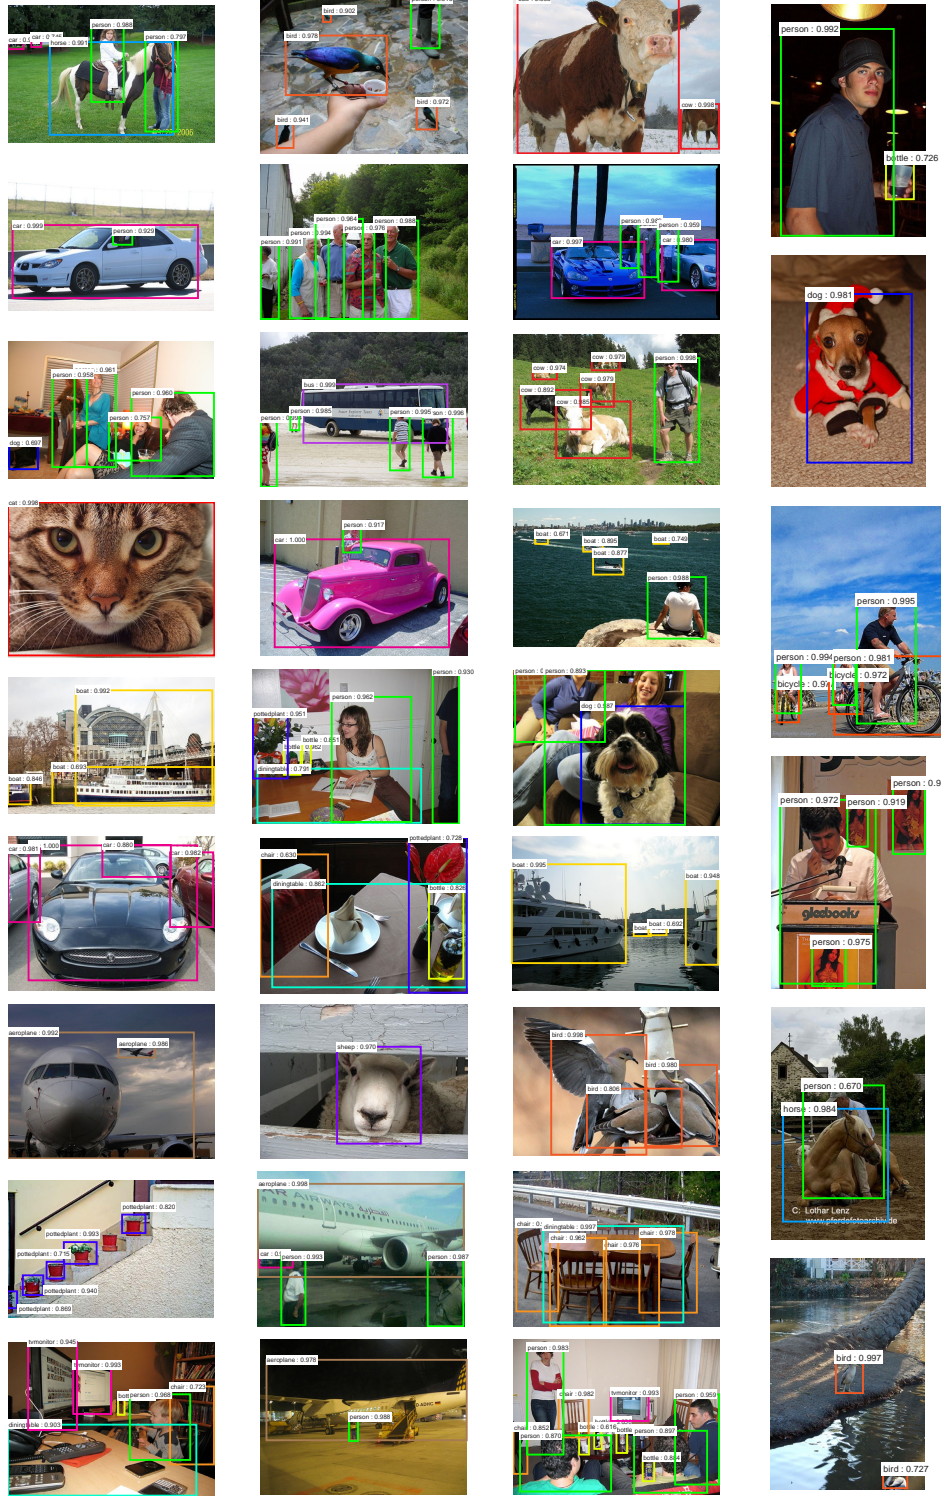 person : 0.988
person : 0.797
horse : 0.991
bird : 0.902
bird : 0.978
bird : 0.972
bird : 0.941
cow : 0.998
person : 0.992
bottle : 0.726
car : 0.999
person : 0.929
person : 0.964
person : 0.988
person : 0.976
person : 0.994
person : 0.991
person : 0.959
car : 0.997
car : 0.980
dog : 0.981
person : 0.958
person : 0.960
person : 0.757
dog : 0.697
bus : 0.999
person : 0.985
person : 0.995
cow : 0.979
cow : 0.974
cow : 0.979
cow : 0.892
person : 0.998
cat : 0.998
person : 0.917
car : 1.000
boat : 0.671
boat : 0.895
boat : 0.749
boat : 0.877
person : 0.988
person : 0.995
person : 0.981
bicycle : 0.972
boat : 0.992
boat : 0.693
boat : 0.846
person : 0.930
person : 0.962
pottedplant : 0.951
diningtable : 0.791
person : 0.893
dog : 0.987
person : 0.972
person : 0.919
gleebooks
person : 0.975
car : 0.981
1.000
car : 0.880
car : 0.982
pottedplant : 0.728
chair : 0.630
diningtable : 0.862
boat : 0.995
boat : 0.948
boat : 0.692
aeroplane : 0.992
aeroplane : 0.986
sheep : 0.970
bird : 0.998
bird : 0.980
bird : 0.806
person : 0.670
horse : 0.984
C: Lothar Lenz
www.pferdofotoarchiv.de
pottedplant : 0.820
pottedplant : 0.993
pottedplant : 0.715
pottedplant : 0.940
pottedplant : 0.869
aeroplane : 0.998
person : 0.993
person : 0.987
diningtable : 0.997
chair : 0.978
chair : 0.962
chair : 0.976
bird : 0.997
bird : 0.727
tvmonitor : 0.945
tvmonitor : 0.993
chair : 0.723
person : 0.968
diningtable : 0.903
aeroplane : 0.978
person : 0.988
person : 0.983
chair : 0.982
tvmonitor : 0.993
person : 0.959
chair : 0.852
person : 0.870
bottle : 0.616
person : 0.897